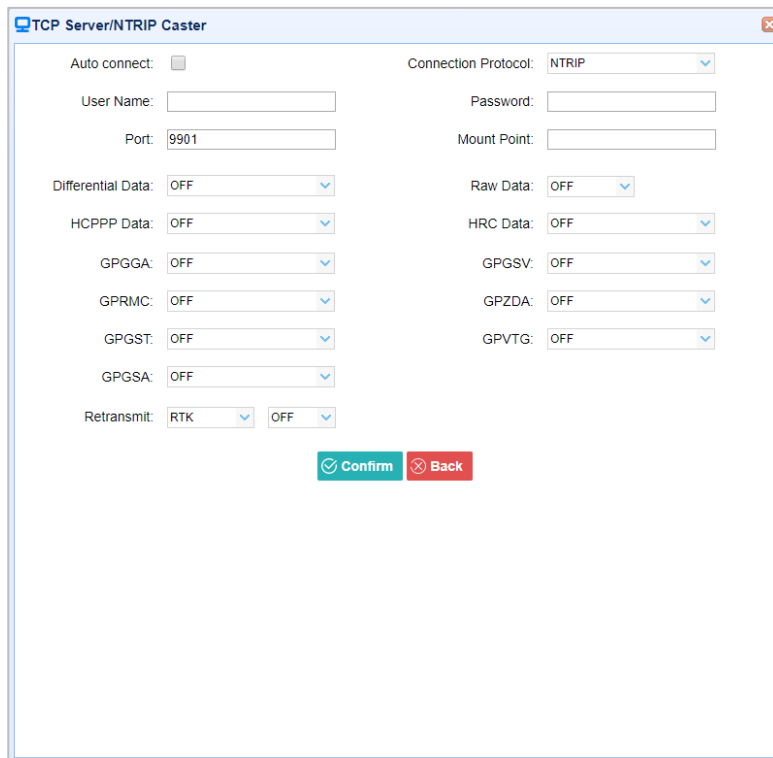 TCP Server/NTRIP Caster
Auto connect: Connection Protocol: NTRIP
User Name: Password:
Port: 9901 Mount Point:
Differential Data: OFF Raw Data: OFF
HCPPP Data: OFF HRC Data: OFF
GPGGA: OFF GPGSV: OFF
GPRMC: OFF GPZDA: OFF
GPGST: OFF GPVTG: OFF
GPGSA: OFF
Retransmit: RTK OFF
Confirm Back